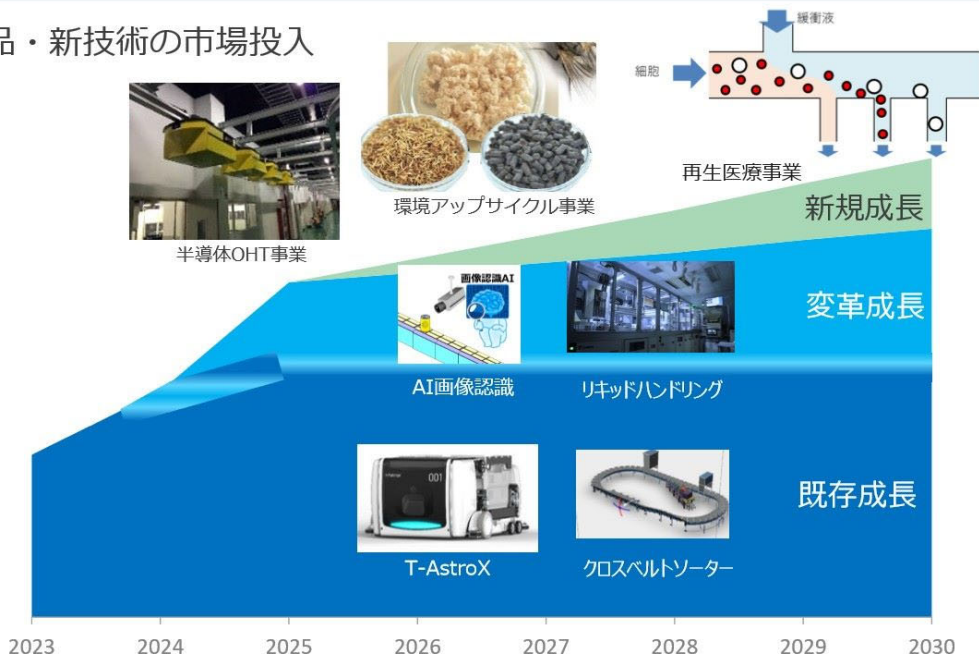 品・新技術の市場投入
緩衝液
細胞
再生医療事業
環境アップサイクル事業
半導体OHT事業
新規成長
画像認識AI
変革成長
AI画像認識
リキッドハンドリング
001
既存成長
T-AstroX
クロスベルトソーター
2023 2024 2025 2026 2027 2028 2029 2030